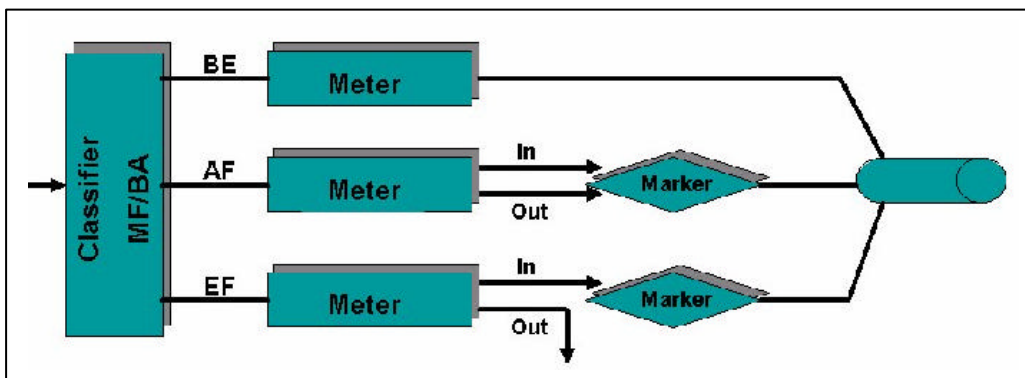 Classifier
MF/BA
BE
Meter
AF
Meter
In
Out
Marker
EF
Meter
In
Out
Marker